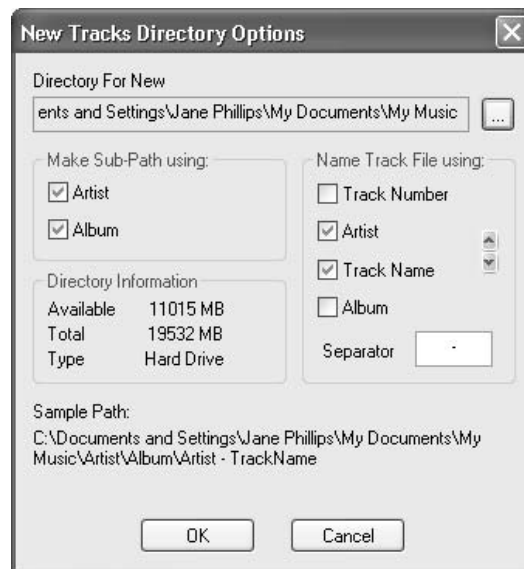 New Tracks Directory Options
Directory For New
ents and Settings\Jane Phillips\My Documents\My Music
...
Make Sub-Path using:
Artist
Album
Directory Information
Available 11015 MB
Total 19532 MB
Type Hard Drive
Name Track File using:
Track Number
Artist
Track Name
Album
Separator -
Sample Path:
C:\Documents and Settings\Jane Phillips\My Documents\My
Music\Artist\Album\Artist - TrackName
OK
Cancel